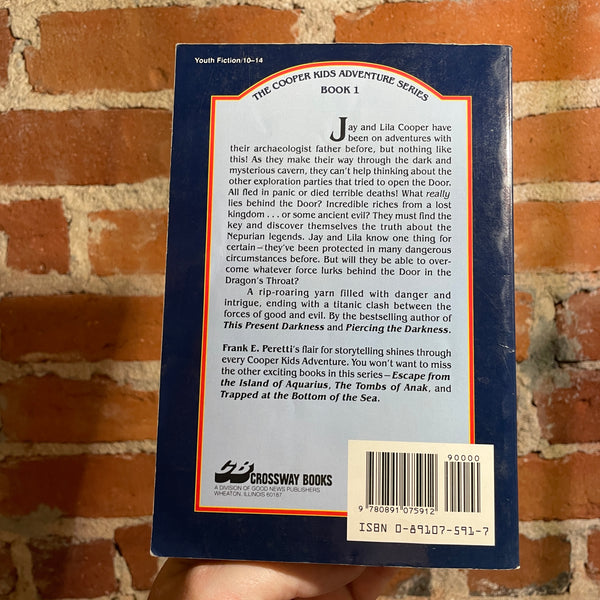 Youth Fiction/10–14
THE COOPER KIDS ADVENTURE SERIES
BOOK 1
Jay and Lila Cooper have
been on adventures with
their archaeologist father before, but nothing like
this! As they make their way through the dark and
mysterious cavern, they can't help thinking about the
other exploration parties that tried to open the Door.
All fled in panic or died terrible deaths! What really
lies behind the Door? Incredible riches from a lost
kingdom . . . or some ancient evil? They must find the
key and discover themselves the truth about the
Nepurian legends. Jay and Lila know one thing for
certain—they've been protected in many dangerous
circumstances before. But will they be able to over-
come whatever force lurks behind the Door in the
Dragon's Throat?
A rip-roaring yarn filled with danger and
intrigue, ending with a titanic clash between the
forces of good and evil. By the bestselling author of
This Present Darkness and Piercing the Darkness.
Frank E. Peretti's flair for storytelling shines through
every Cooper Kids Adventure. You won't want to miss
the other exciting books in this series—Escape from
the Island of Aquarius, The Tombs of Anak, and
Trapped at the Bottom of the Sea.
CB CROSSWAY BOOKS
A DIVISION OF GOOD NEWS PUBLISHERS
WHEATON, ILLINOIS 60187
90000
9 780891 075912
ISBN 0-89107-591-7